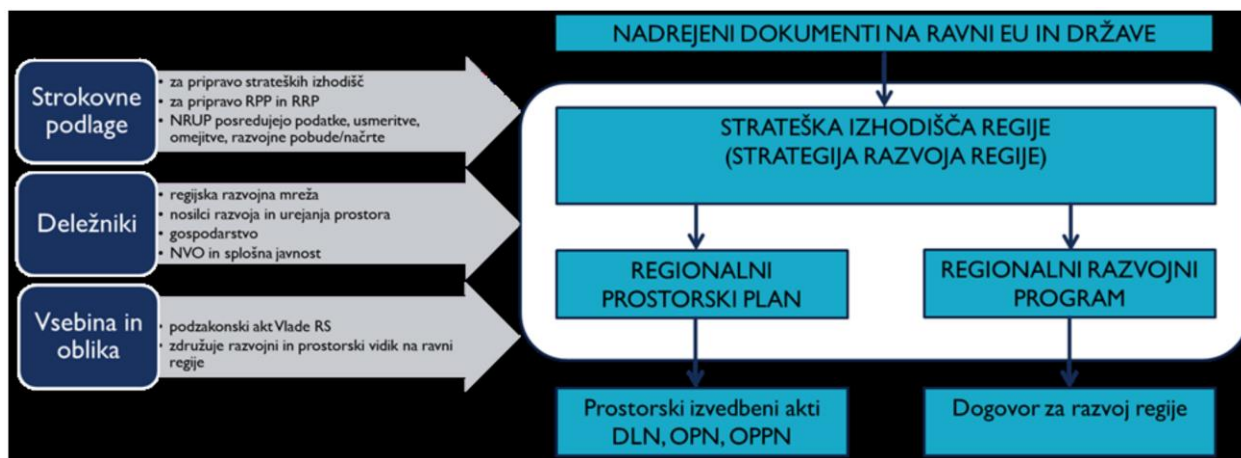 Strokovne
podlage
• za pripravo strateških izhodišč
• za pripravo RPP in RRP
• NRUP posredujejo podatke, usmeritve,
omejitve, razvojne pobude/načrte
Deležniki
• regijska razvojna mreža
• nosilci razvoja in urejanja prostora
• gospodarstvo
• NVO in splošna javnost
Vsebina in
oblika
• podzakonski akt Vlade RS
• združuje razvojni in prostorski vidik na ravni
regije
NADREJENI DOKUMENTI NA RAVNI EU IN DRŽAVE
STRATEŠKA IZHODIŠČA REGIJE
(STRATEGIJA RAZVOJA REGIJE)
REGIONALNI
PROSTORSKI PLAN
REGIONALNI RAZVOJNI
PROGRAM
Prostorski izvedbeni akti
DLN, OPN, OPPN
Dogovor za razvoj regije